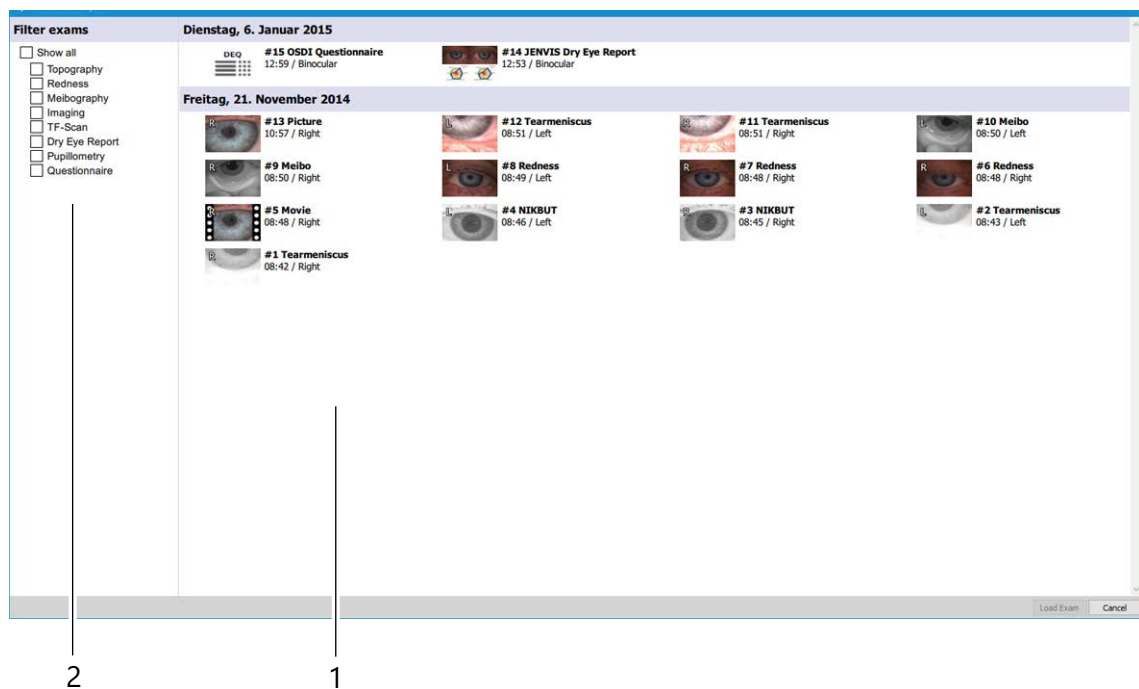 Filter exams
Show all
Topography
Redness
Meibography
Imaging
TF-Scan
Dry Eye Report
Pupillometry
Questionnaire
Dienstag, 6. Januar 2015
DEQ
#15 OSDI Questionnaire
12:59 / Binocular
#14 JENVIS Dry Eye Report
12:53 / Binocular
Freitag, 21. November 2014
R
#13 Picture
10:57 / Right
L
#12 Tearmeniscus
08:51 / Left
R
#11 Tearmeniscus
08:51 / Right
L
#10 Meibo
08:50 / Left
R
#9 Meibo
08:50 / Right
L
#8 Redness
08:49 / Left
R
#7 Redness
08:48 / Right
R
#6 Redness
08:48 / Right
R
#5 Movie
08:48 / Right
L
#4 NIKBUT
08:46 / Left
R
#3 NIKBUT
08:45 / Right
L
#2 Tearmeniscus
08:43 / Left
R
#1 Tearmeniscus
08:42 / Right
Load Exam
Cancel
2
1